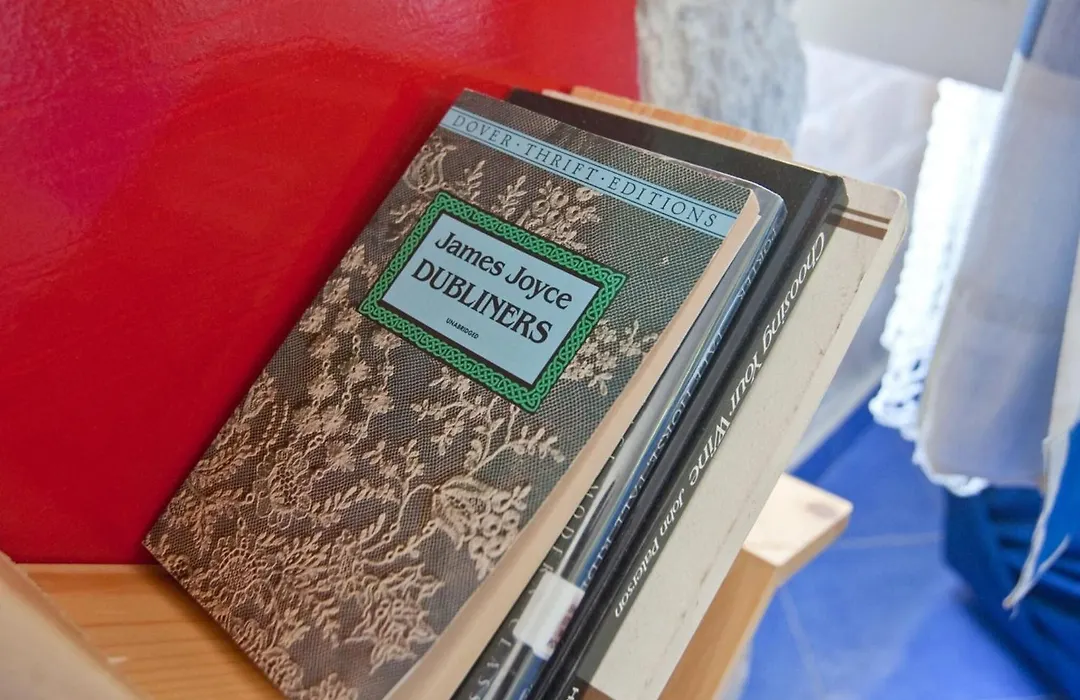 DOVER · THRIFT · EDITIONS
James Joyce
DUBLINERS
UNABRIDGED
Choosing Your Wine John Paterson